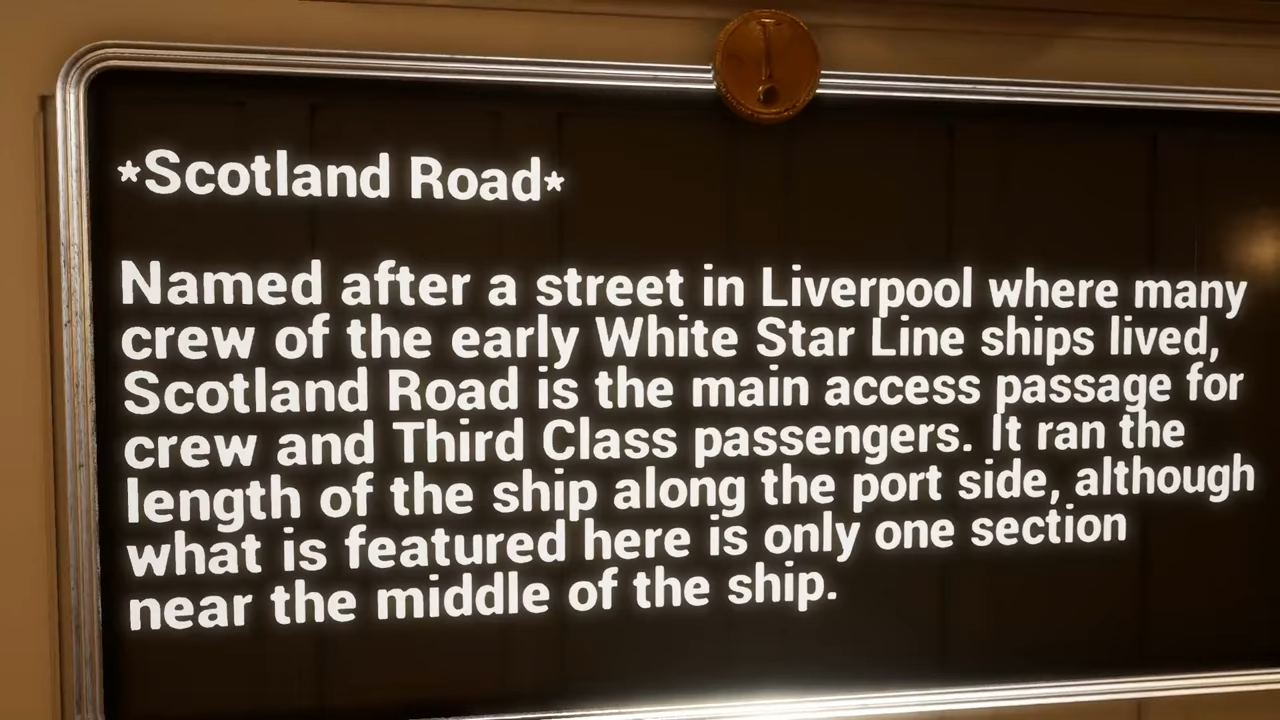 *Scotland Road*
Named after a street in Liverpool where many
crew of the early White Star Line ships lived,
Scotland Road is the main access passage for
crew and Third Class passengers. It ran the
length of the ship along the port side, although
what is featured here is only one section
near the middle of the ship.